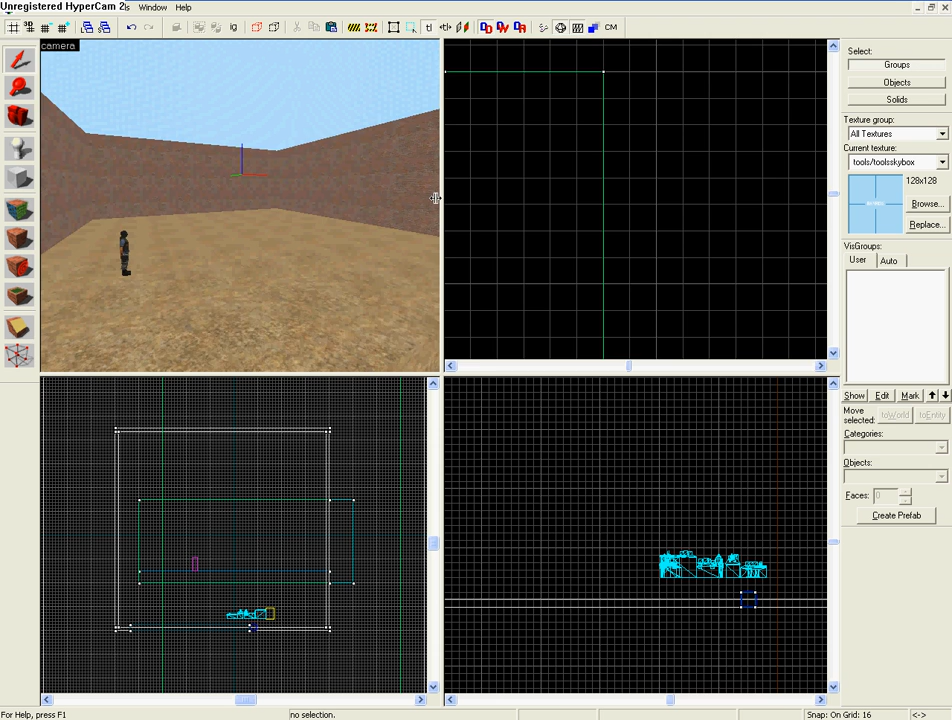 Unregistered HyperCam 2
s Window Help
ig
tl
CM
camera
Select:
Groups
Objects
Solids
Texture group:
All Textures
Current texture:
tools/toolsskybox
128x128
Browse...
Replace...
VisGroups:
User Auto
Show Edit Mark
Move selected:
toWorld toEntity
Categories:
Objects:
Faces: 0
Create Prefab
For Help, press F1
no selection.
Snap: On Grid: 16
<->